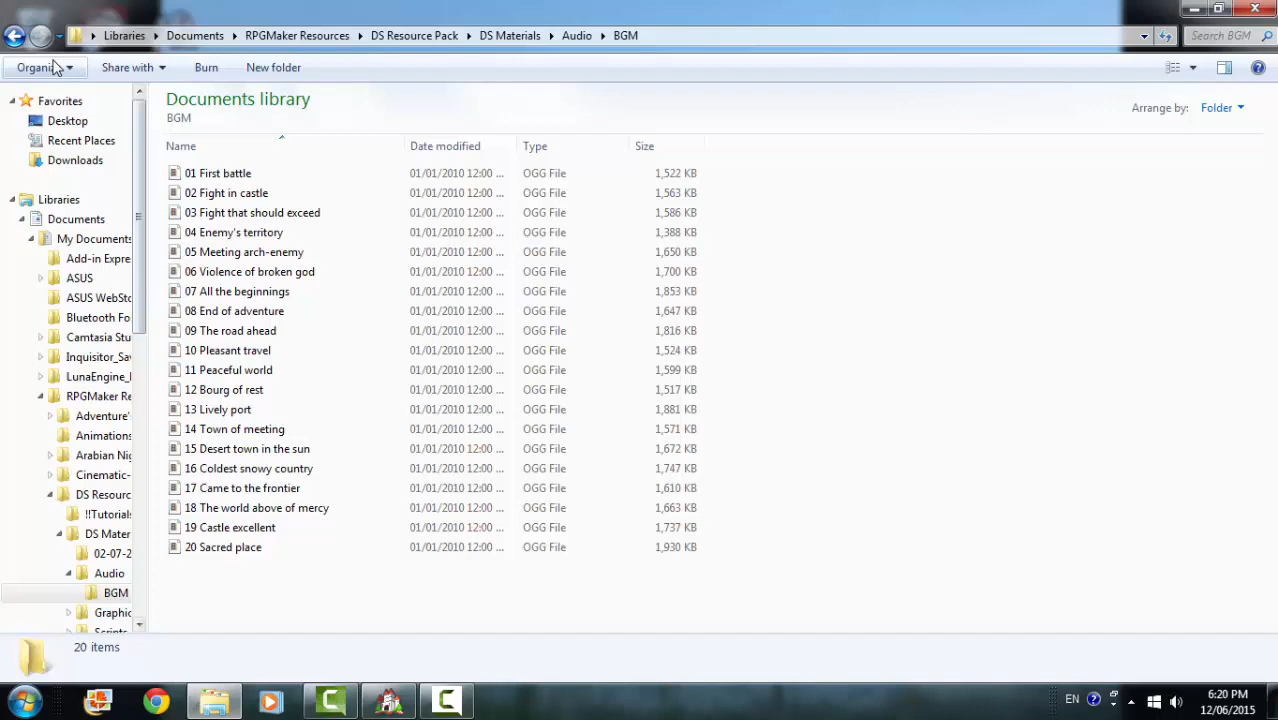 Libraries Documents RPGMaker Resources DS Resource Pack DS Materials Audio BGM Search BGM
Organi Share with Burn New folder
Favorites
Desktop
Recent Places
Downloads
Libraries
Documents
My Documents
Add-in Expre
ASUS
ASUS WebSto
Bluetooth Fo
Camtasia Stu
Inquisitor_Sav
LunaEngine_
RPGMaker Re
Adventure'
Animations
Arabian Nig
Cinematic-
DS Resourc
!!Tutorials
DS Mater
02-07-2
Audio
BGM
Graphic
Scripts
Documents library
BGM
Arrange by: Folder
Name Date modified Type Size
01 First battle 01/01/2010 12:00 ... OGG File 1,522 KB
02 Fight in castle 01/01/2010 12:00 ... OGG File 1,563 KB
03 Fight that should exceed 01/01/2010 12:00 ... OGG File 1,586 KB
04 Enemy's territory 01/01/2010 12:00 ... OGG File 1,388 KB
05 Meeting arch-enemy 01/01/2010 12:00 ... OGG File 1,650 KB
06 Violence of broken god 01/01/2010 12:00 ... OGG File 1,700 KB
07 All the beginnings 01/01/2010 12:00 ... OGG File 1,853 KB
08 End of adventure 01/01/2010 12:00 ... OGG File 1,647 KB
09 The road ahead 01/01/2010 12:00 ... OGG File 1,816 KB
10 Pleasant travel 01/01/2010 12:00 ... OGG File 1,524 KB
11 Peaceful world 01/01/2010 12:00 ... OGG File 1,599 KB
12 Bourg of rest 01/01/2010 12:00 ... OGG File 1,517 KB
13 Lively port 01/01/2010 12:00 ... OGG File 1,881 KB
14 Town of meeting 01/01/2010 12:00 ... OGG File 1,571 KB
15 Desert town in the sun 01/01/2010 12:00 ... OGG File 1,672 KB
16 Coldest snowy country 01/01/2010 12:00 ... OGG File 1,747 KB
17 Came to the frontier 01/01/2010 12:00 ... OGG File 1,610 KB
18 The world above of mercy 01/01/2010 12:00 ... OGG File 1,663 KB
19 Castle excellent 01/01/2010 12:00 ... OGG File 1,737 KB
20 Sacred place 01/01/2010 12:00 ... OGG File 1,930 KB
20 items
EN
6:20 PM
12/06/2015